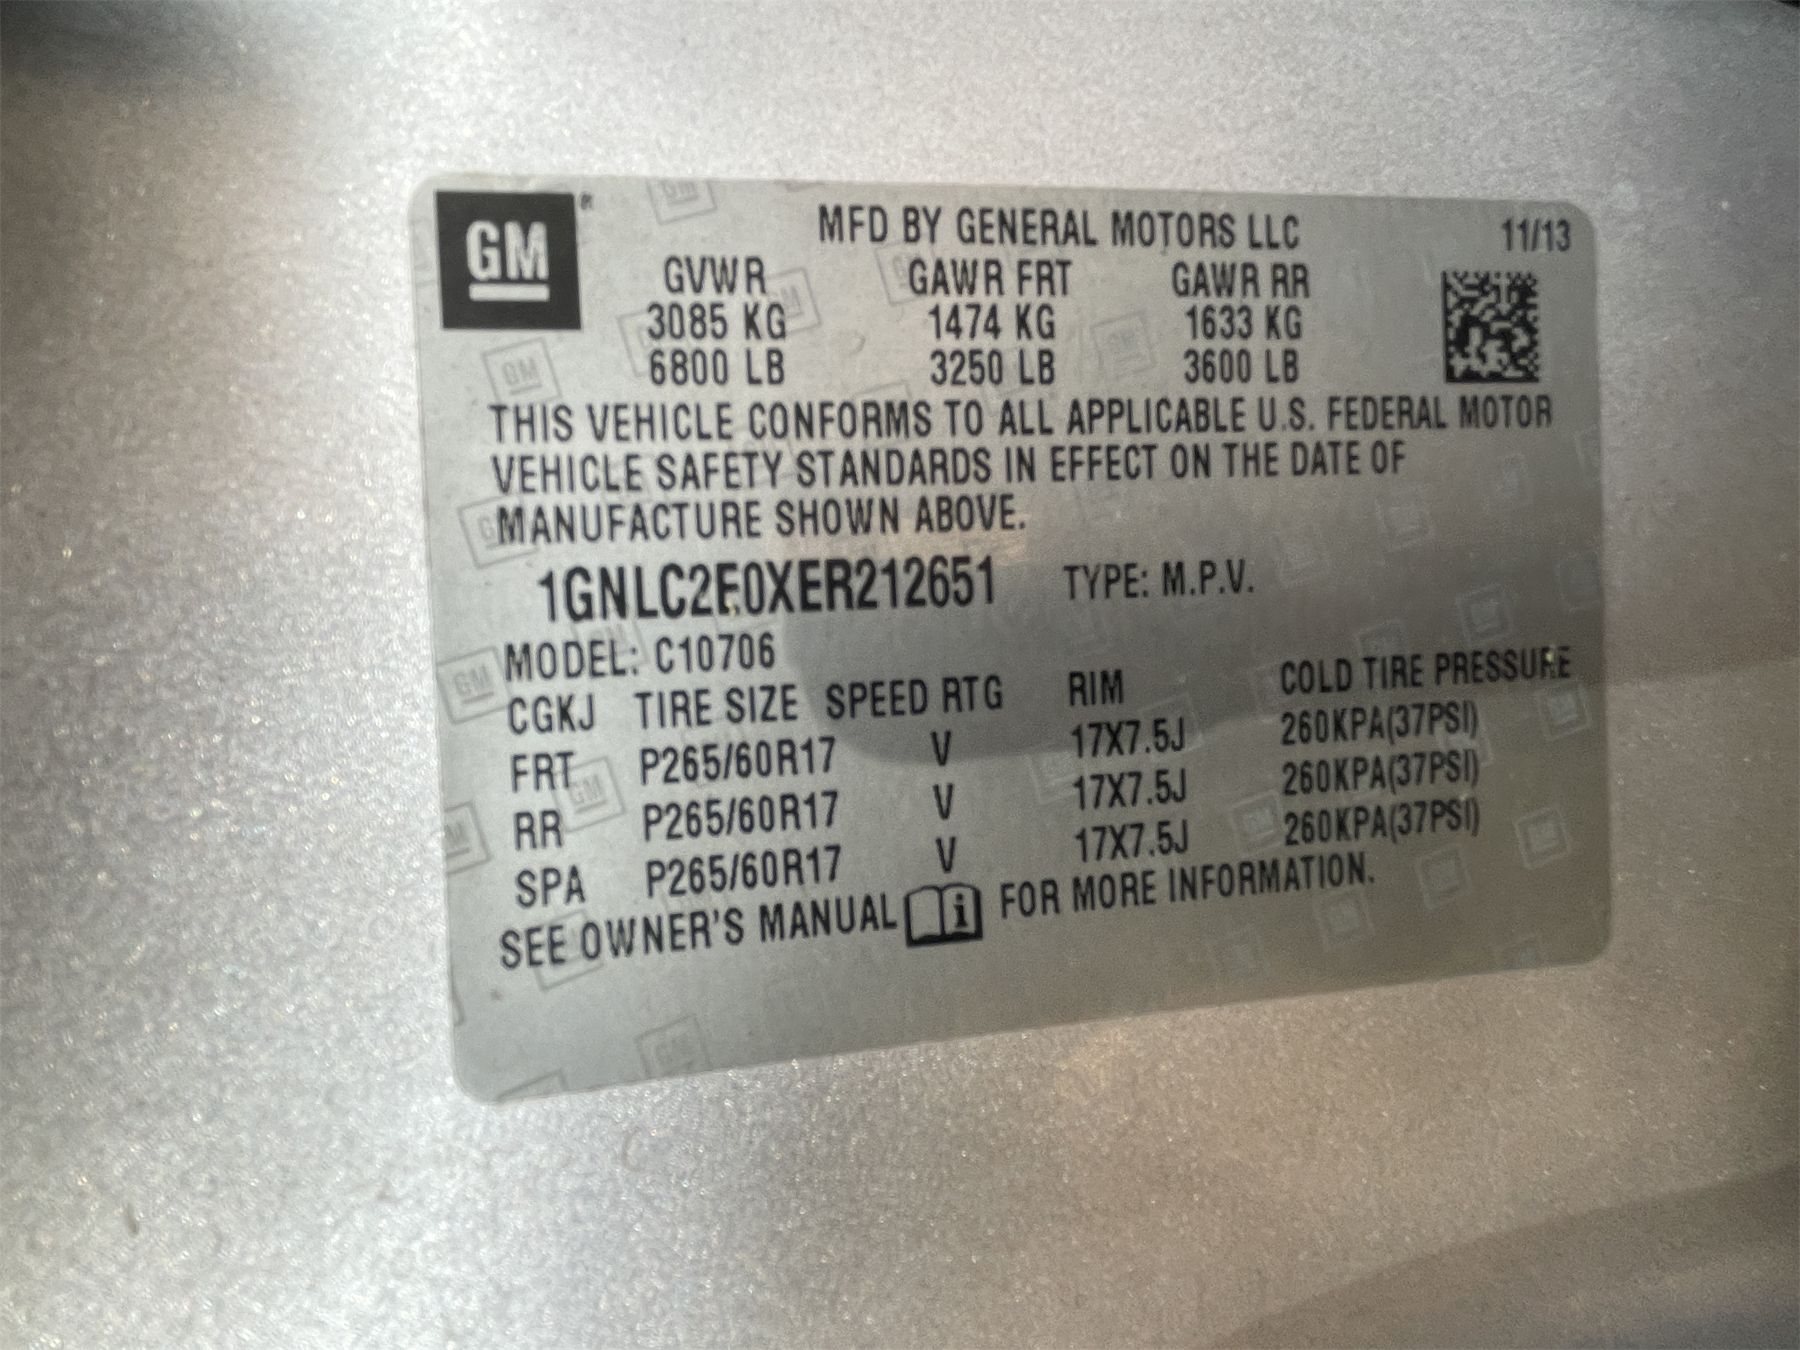 GM ®
MFD BY GENERAL MOTORS LLC 11/13
GVWR GAWR FRT GAWR RR
3085 KG 1474 KG 1633 KG
6800 LB 3250 LB 3600 LB
THIS VEHICLE CONFORMS TO ALL APPLICABLE U.S. FEDERAL MOTOR
VEHICLE SAFETY STANDARDS IN EFFECT ON THE DATE OF
MANUFACTURE SHOWN ABOVE.
1GNLC2E0XER212651 TYPE: M.P.V.
MODEL: C10706
CGKJ TIRE SIZE SPEED RTG RIM COLD TIRE PRESSURE
FRT P265/60R17 V 17X7.5J 260KPA(37PSI)
RR P265/60R17 V 17X7.5J 260KPA(37PSI)
SPA P265/60R17 V 17X7.5J 260KPA(37PSI)
SEE OWNER'S MANUAL i FOR MORE INFORMATION.